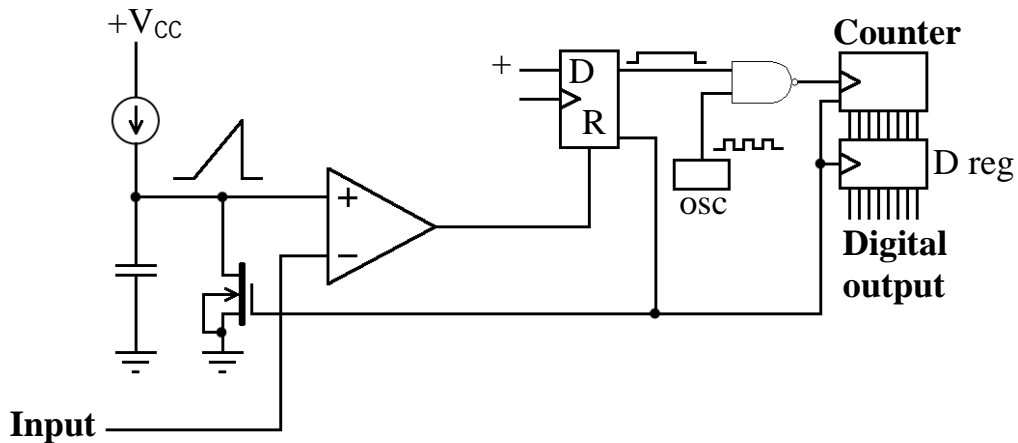 +VCC
Counter
+
D
R
D reg
osc
+
−
Digital
output
Input